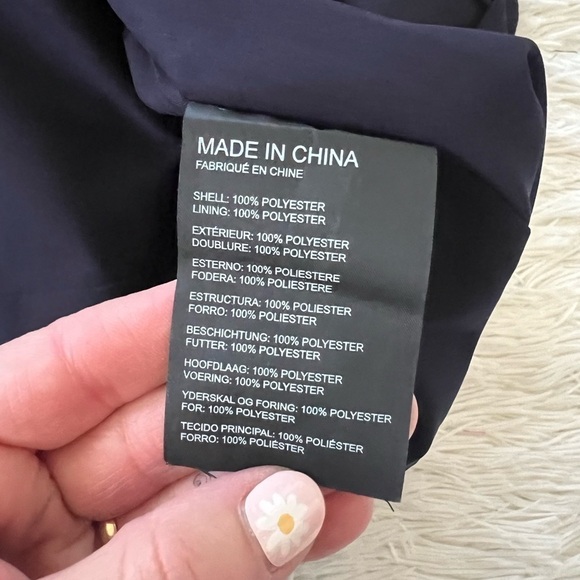 MADE IN CHINA
FABRIQUÉ EN CHINE
SHELL: 100% POLYESTER
LINING: 100% POLYESTER
EXTÉRIEUR: 100% POLYESTER
DOUBLURE: 100% POLYESTER
ESTERNO: 100% POLIESTERE
FODERA: 100% POLIESTERE
ESTRUCTURA: 100% POLIESTER
FORRO: 100% POLIESTER
BESCHICHTUNG: 100% POLYESTER
FUTTER: 100% POLYESTER
HOOFDLAAG: 100% POLYESTER
VOERING: 100% POLYESTER
YDERSKAL OG FORING: 100% POLYESTER
FOR: 100% POLYESTER
TECIDO PRINCIPAL: 100% POLIÉSTER
FORRO: 100% POLIÉSTER